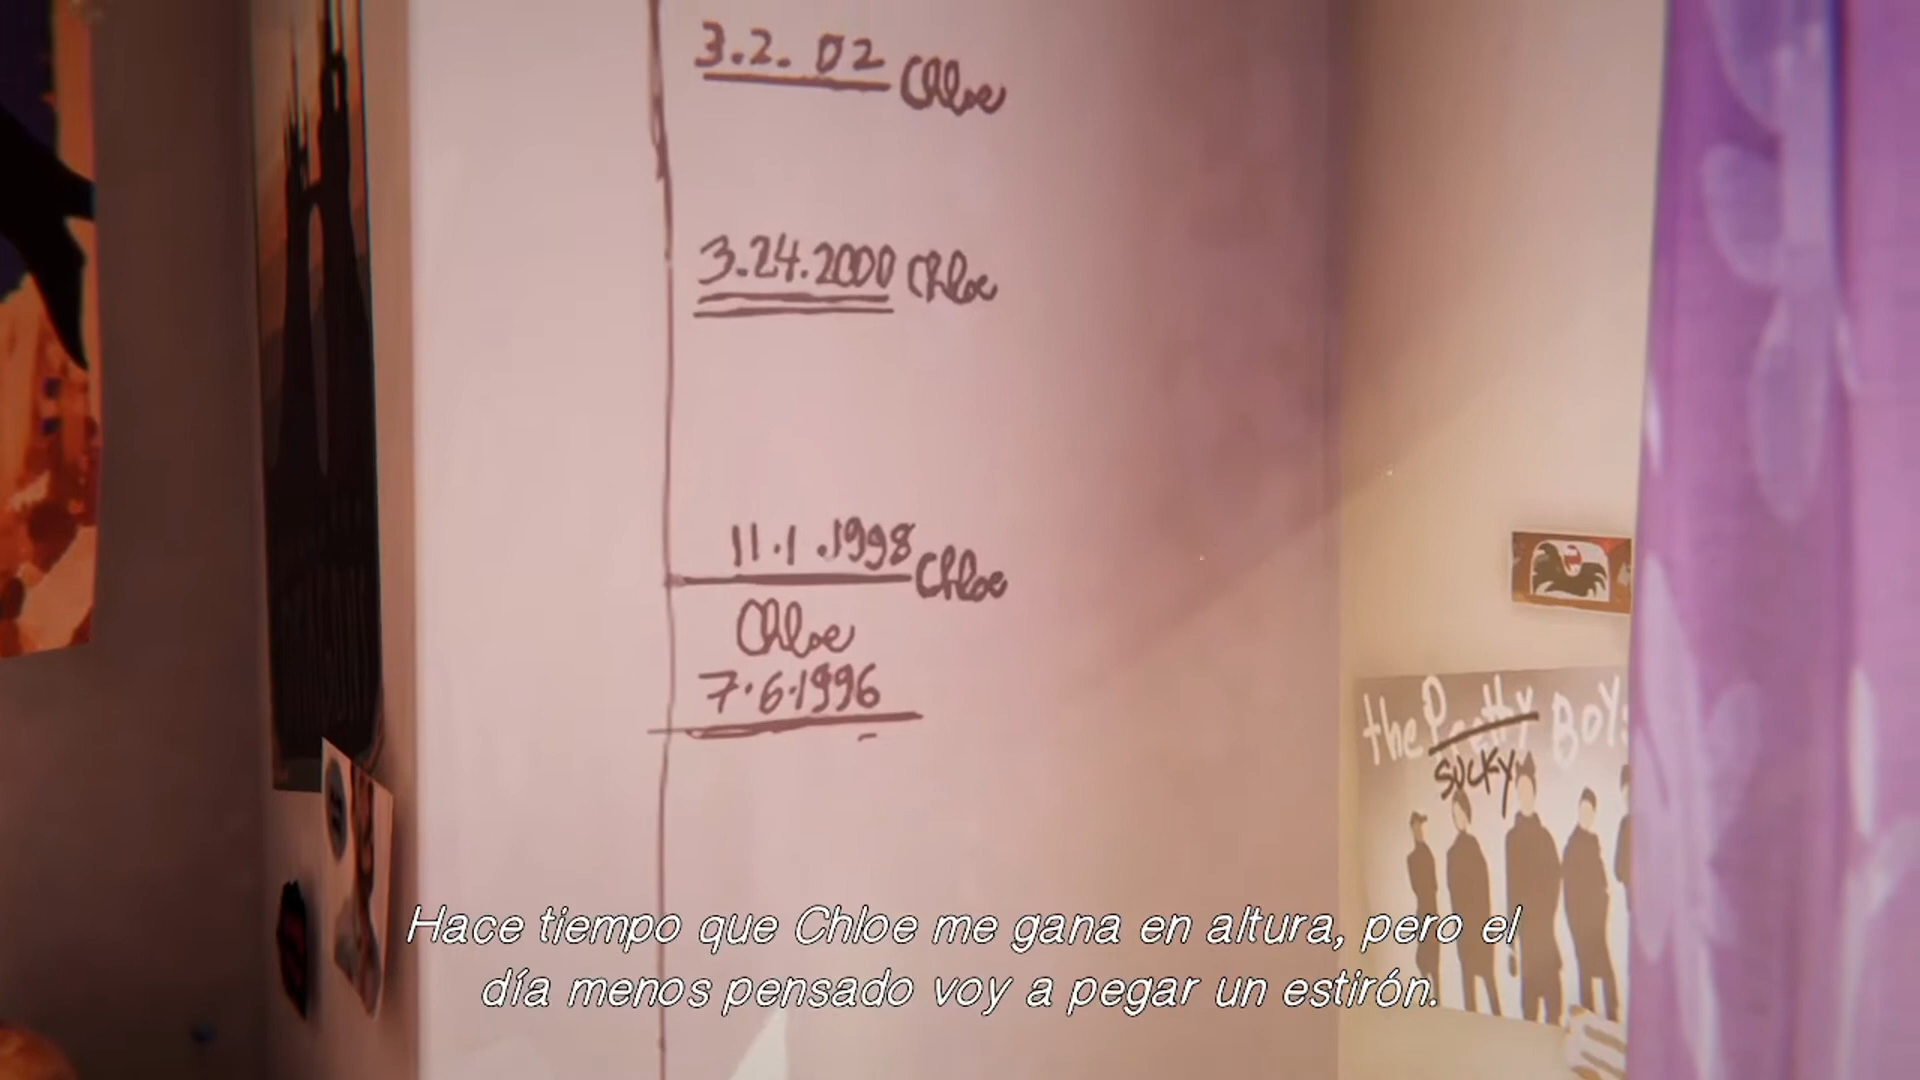 3.2.02 Chloe
3.24.2000 Chloe
11.1.1998 Chloe
Chloe
7.6.1996
the Pretty Boys
SUCKY
Hace tiempo que Chloe me gana en altura, pero el
día menos pensado voy a pegar un estirón.